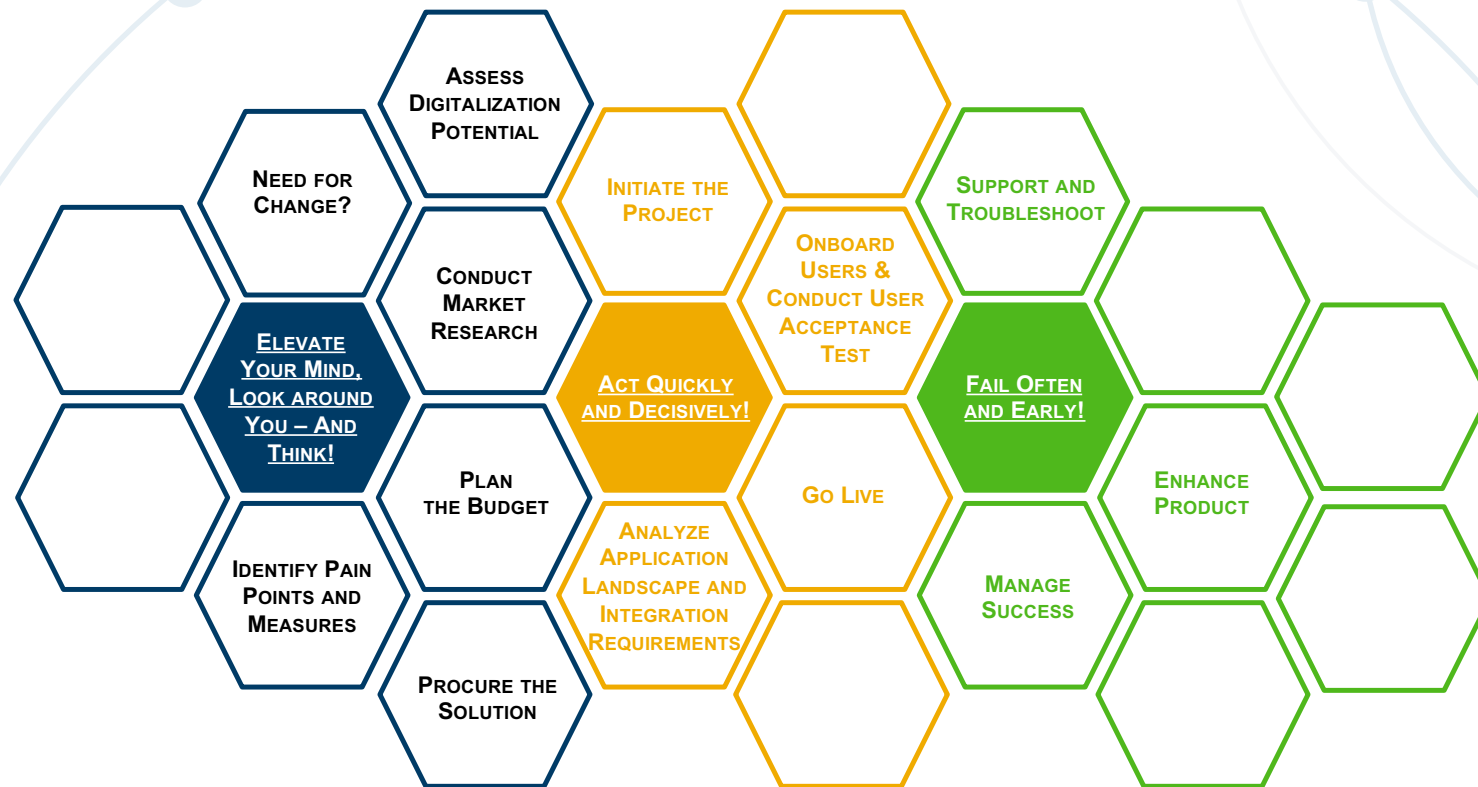 Assess
Digitalization
Potential
Need for
Change?
Conduct
Market
Research
Elevate
Your Mind,
Look around
You – And
Think!
Plan
the Budget
Identify Pain
Points and
Measures
Procure the
Solution
Initiate the
Project
Onboard
Users &
Conduct User
Acceptance
Test
Act Quickly
and Decisively!
Go Live
Analyze
Application
Landscape and
Integration
Requirements
Support and
Troubleshoot
Fail Often
and Early!
Enhance
Product
Manage
Success